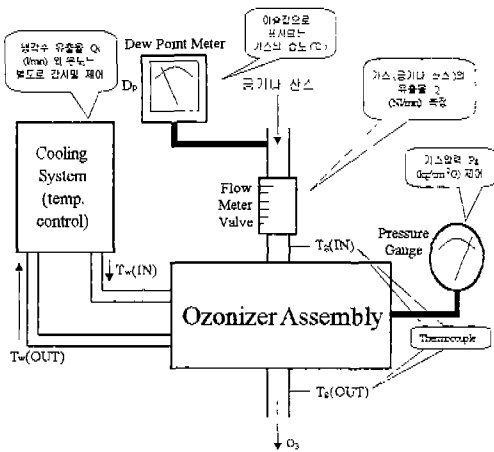 냉각수 유출율 Qc
(l/min) 와 온도는
별도로 감시및 제어
Dew Point Meter
Dp
이슬점으로
표시되는
가스의 습도(℃)
공기나 산소
가스(공기나 산소)의
유출율 Q
(Nl/min) 측정
가스압력 Pg
(kg/cm²G) 제어
Cooling
System
(temp.
control)
Flow
Meter
Valve
Pressure
Gauge
Tg(IN)
Tw(IN)
Ozonizer Assembly
Tw(OUT)
Thermocouple
Tg(OUT)
O3